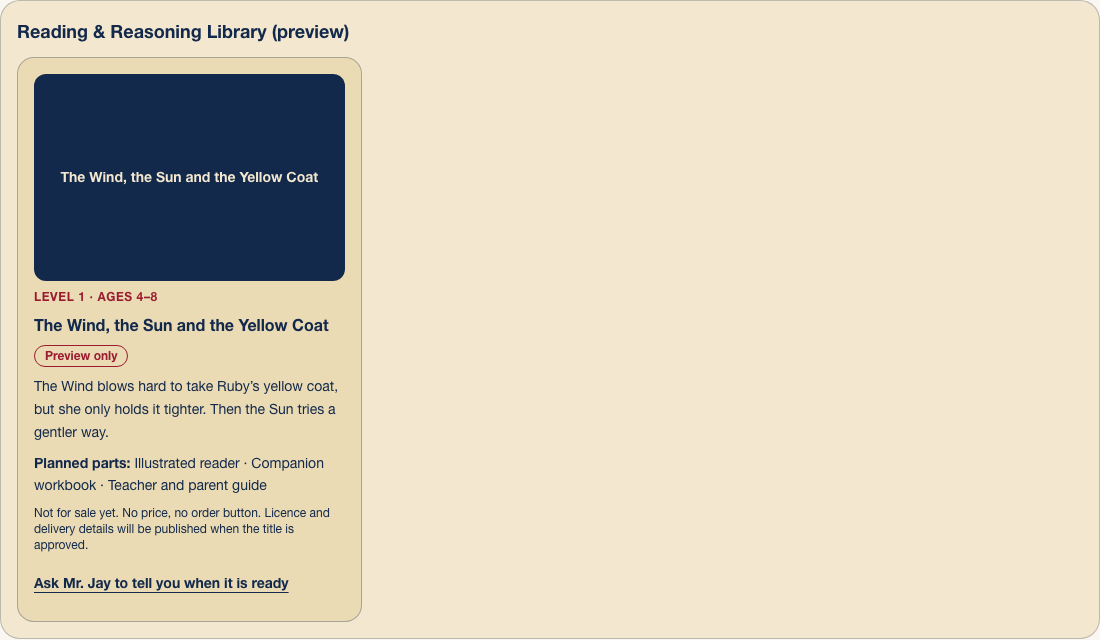 Reading & Reasoning Library (preview)
The Wind, the Sun and the Yellow Coat
LEVEL 1 · AGES 4–8
The Wind, the Sun and the Yellow Coat
Preview only
The Wind blows hard to take Ruby’s yellow coat,
but she only holds it tighter. Then the Sun tries a
gentler way.
Planned parts: Illustrated reader · Companion
workbook · Teacher and parent guide
Not for sale yet. No price, no order button. Licence and
delivery details will be published when the title is
approved.
Ask Mr. Jay to tell you when it is ready